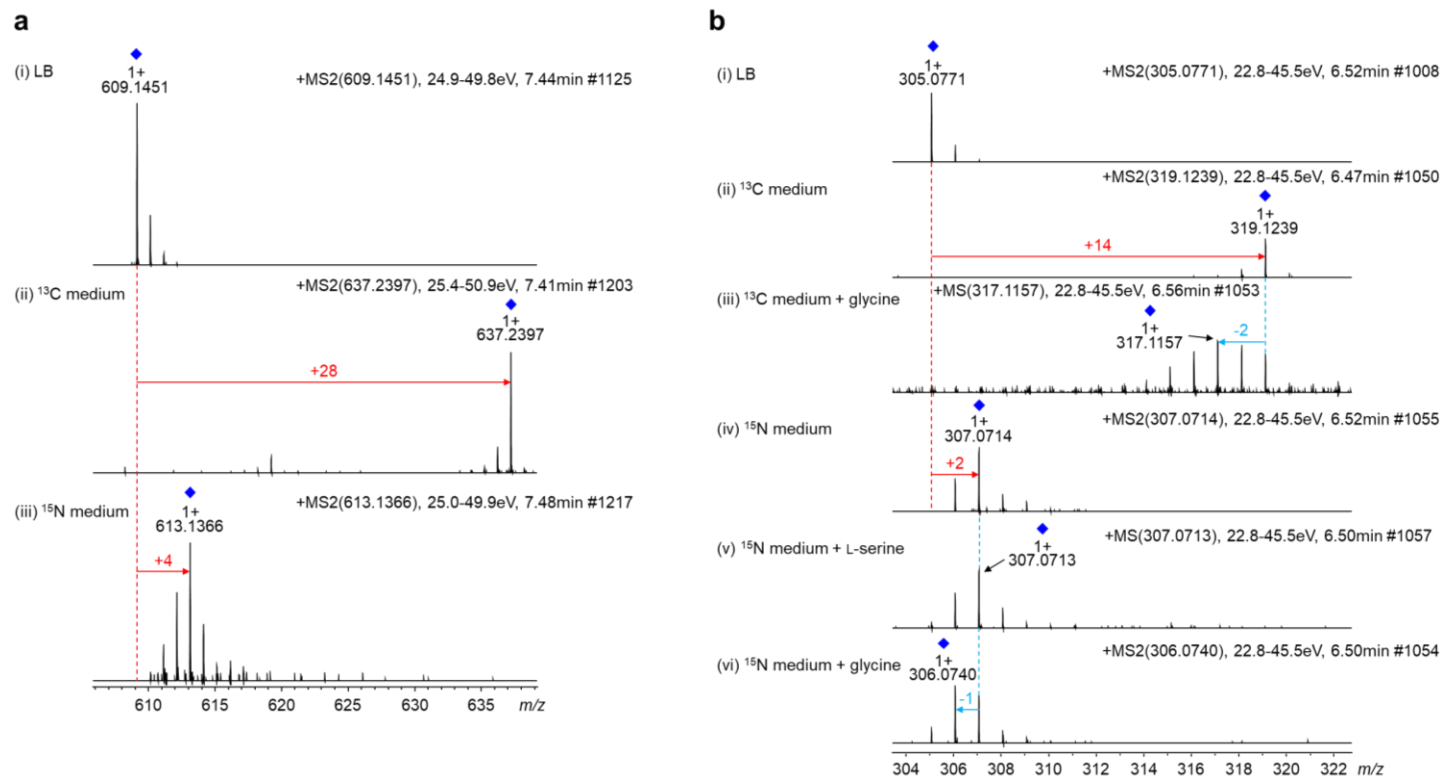 a
(i) LB
1+
609.1451
+MS2(609.1451), 24.9-49.8eV, 7.44min #1125
(ii) ¹³C medium
+MS2(637.2397), 25.4-50.9eV, 7.41min #1203
1+
637.2397
+28
(iii) ¹⁵N medium
+MS2(613.1366), 25.0-49.9eV, 7.48min #1217
1+
613.1366
+4
610 615 620 625 630 635 m/z
b
(i) LB
1+
305.0771
+MS2(305.0771), 22.8-45.5eV, 6.52min #1008
(ii) ¹³C medium
+MS2(319.1239), 22.8-45.5eV, 6.47min #1050
1+
319.1239
+14
(iii) ¹³C medium + glycine
+MS(317.1157), 22.8-45.5eV, 6.56min #1053
1+
317.1157
-2
(iv) ¹⁵N medium
+MS2(307.0714), 22.8-45.5eV, 6.52min #1055
1+
307.0714
+2
(v) ¹⁵N medium + L-serine
+MS(307.0713), 22.8-45.5eV, 6.50min #1057
1+
307.0713
(vi) ¹⁵N medium + glycine
+MS2(306.0740), 22.8-45.5eV, 6.50min #1054
1+
306.0740
-1
304 306 308 310 312 314 316 318 320 322 m/z